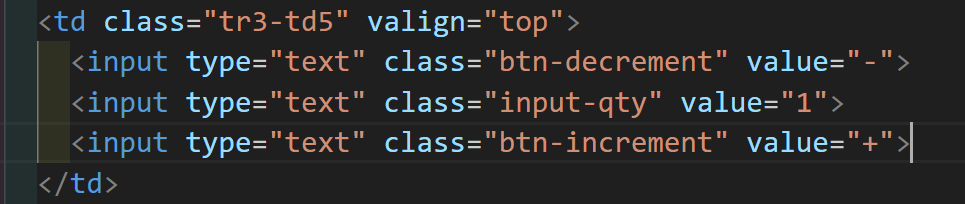 <td class="tr3-td5" valign="top">
<input type="text" class="btn-decrement" value="-">
<input type="text" class="input-qty" value="1">
<input type="text" class="btn-increment" value="+">
</td>